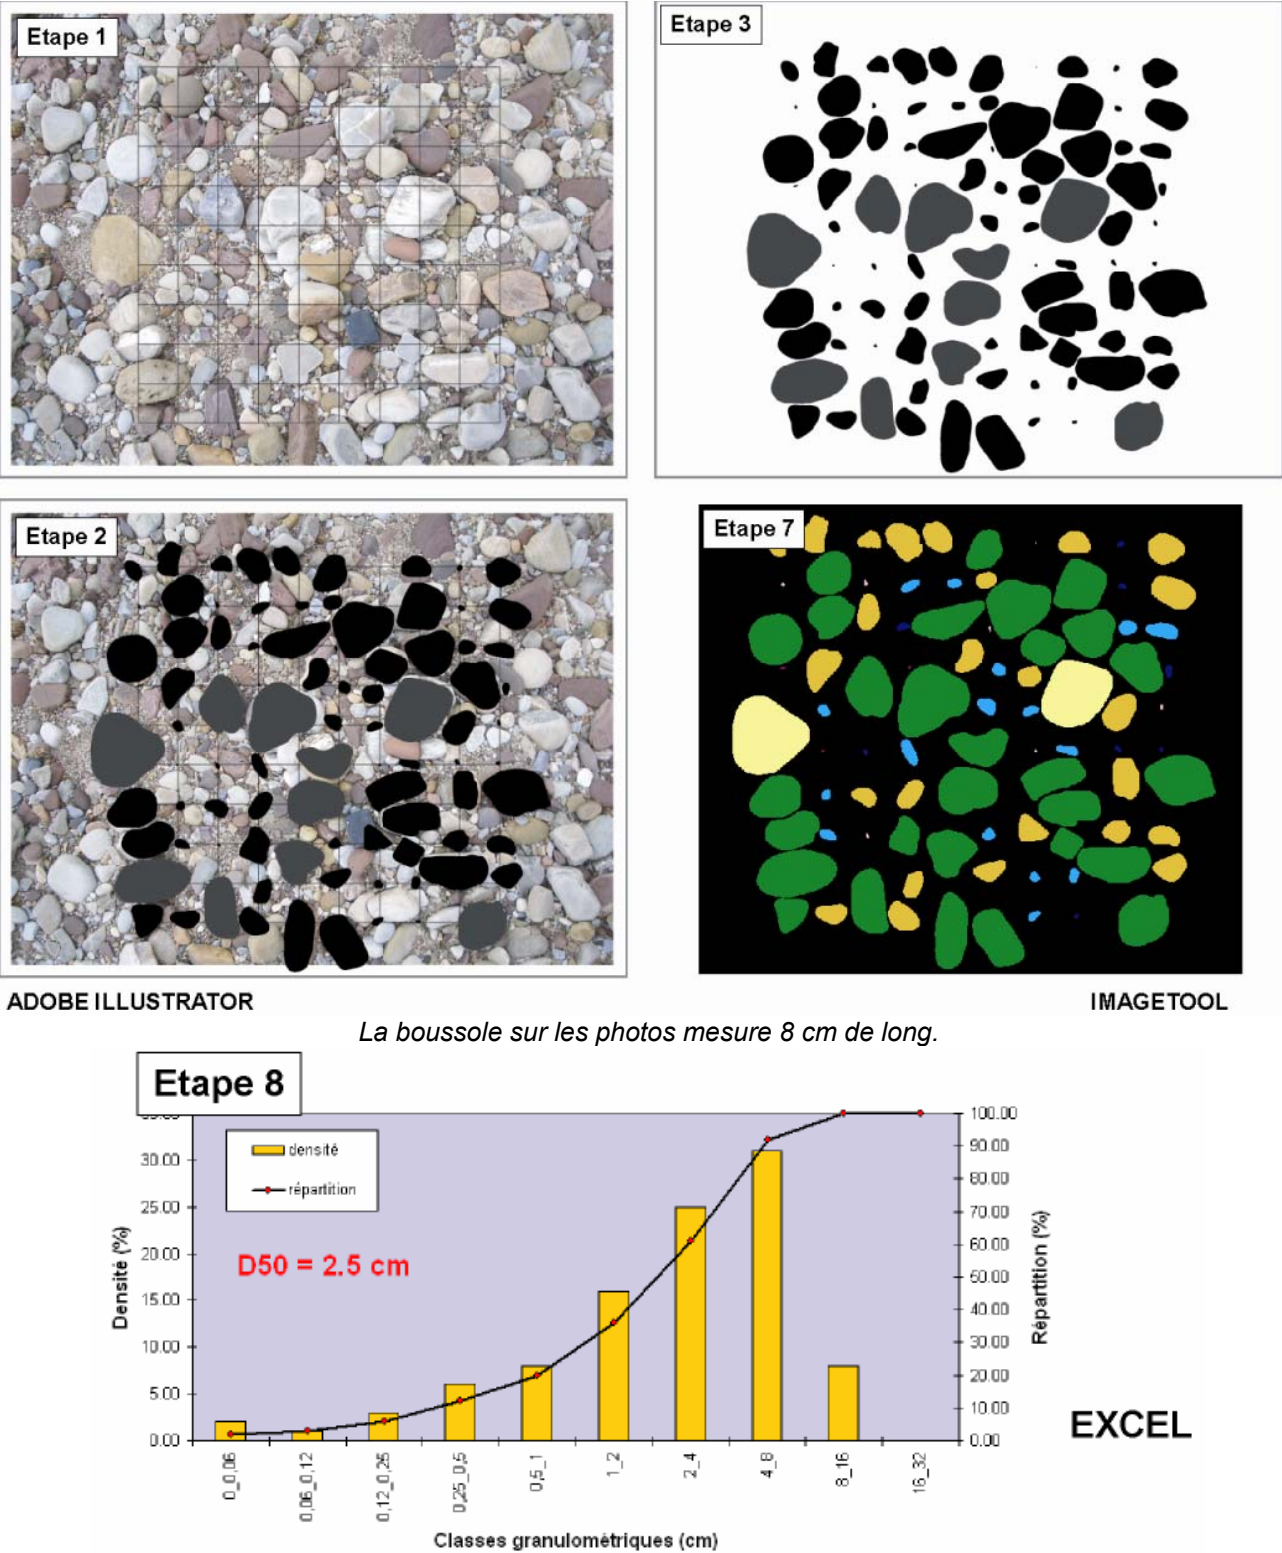 Etape 1
Etape 3
Etape 2
Etape 7
ADOBE ILLUSTRATOR
IMAGETOOL
La boussole sur les photos mesure 8 cm de long.
Etape 8
densité
répartition
D50 = 2.5 cm
30.00
25.00
20.00
15.00
10.00
5.00
0.00
Densité (%)
100.00
90.00
80.00
70.00
60.00
50.00
40.00
30.00
20.00
10.00
0.00
Répartition (%)
EXCEL
0_0,06
0,06_0,12
0,12_0,25
0,25_0,5
0,5_1
1_2
2_4
4_8
8_16
16_32
Classes granulométriques (cm)